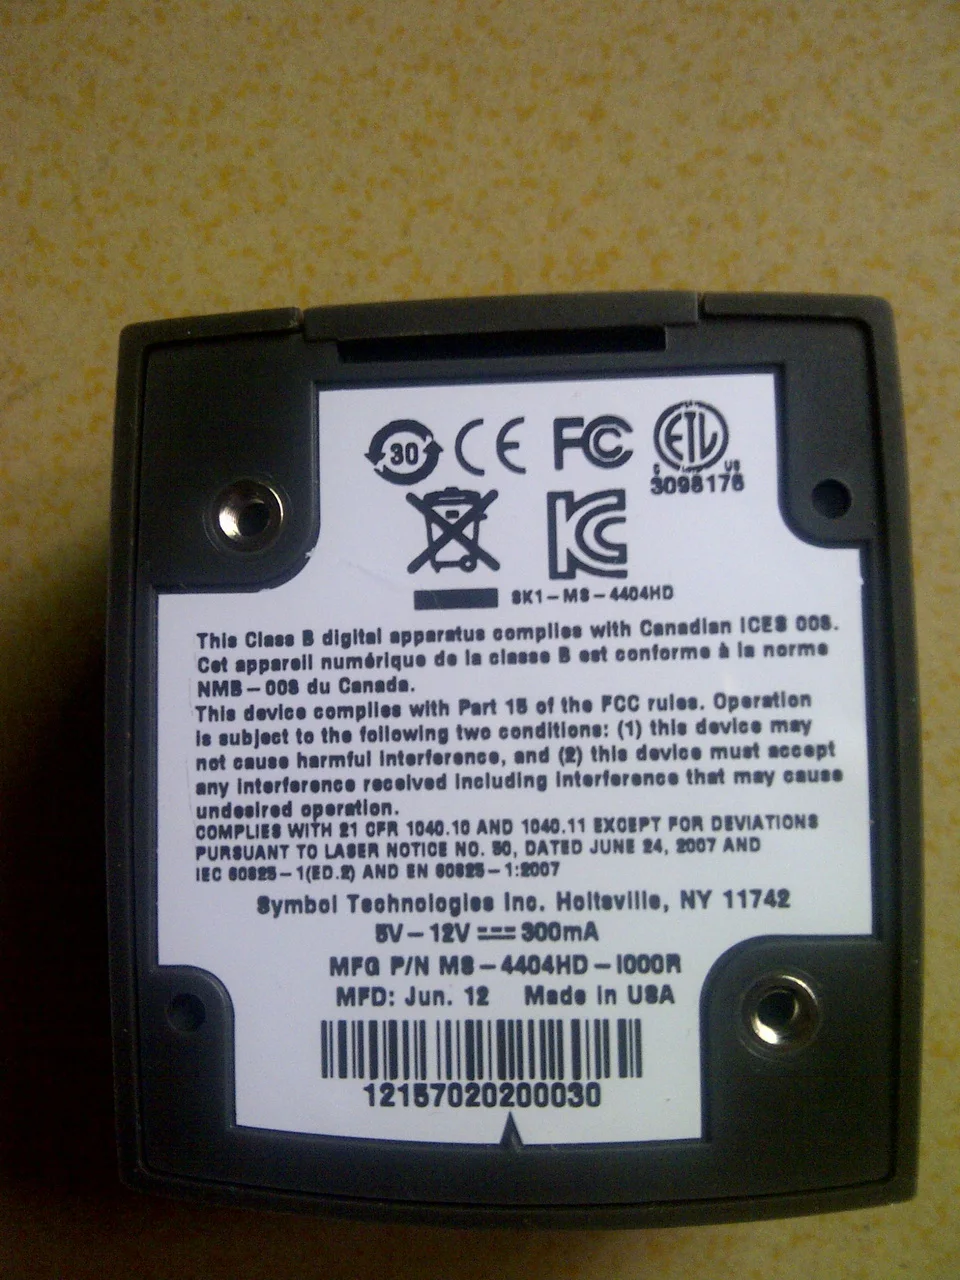 30 CE FC ETL
C US
3098176
KC
SK1-MS-4404HD
This Class B digital apparatus complies with Canadian ICES 003.
Cet appareil numérique de la classe B est conforme à la norme
NMB-003 du Canada.
This device complies with Part 15 of the FCC rules. Operation
is subject to the following two conditions: (1) this device may
not cause harmful interference, and (2) this device must accept
any interference received including interference that may cause
undesired operation.
COMPLIES WITH 21 CFR 1040.10 AND 1040.11 EXCEPT FOR DEVIATIONS
PURSUANT TO LASER NOTICE NO. 50, DATED JUNE 24, 2007 AND
IEC 60825-1(ED.2) AND EN 60825-1:2007
Symbol Technologies Inc. Holtsville, NY 11742
5V-12V 300mA
MFG P/N MS-4404HD-I000R
MFD: Jun. 12 Made in USA
12157020200030